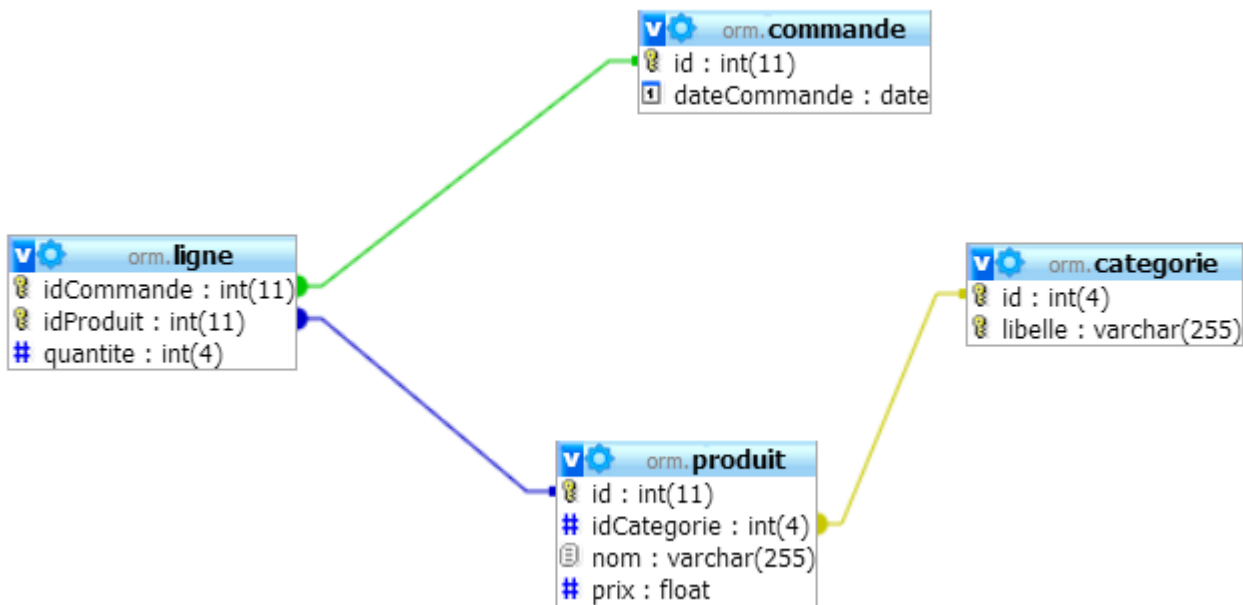 orm.commande
id : int(11)
dateCommande : date
orm.ligne
idCommande : int(11)
idProduit : int(11)
quantite : int(4)
orm.categorie
id : int(4)
libelle : varchar(255)
orm.produit
id : int(11)
idCategorie : int(4)
nom : varchar(255)
prix : float